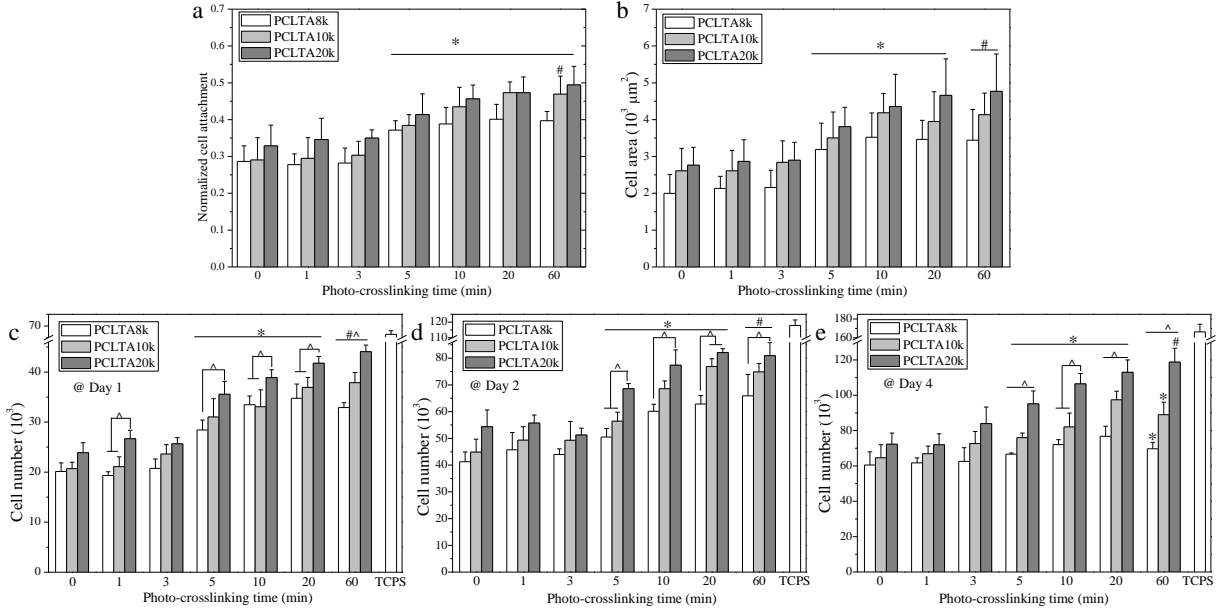 a
PCLTA8k
PCLTA10k
PCLTA20k
*
#
Normalized cell attachment
0.5
0.4
0.3
0.2
0.1
0.0
0 1 3 5 10 20 60
Photo-crosslinking time (min)
b
PCLTA8k
PCLTA10k
PCLTA20k
*
#
Cell area (10³ μm²)
7
6
5
4
3
2
1
0
0 1 3 5 10 20 60
Photo-crosslinking time (min)
c
PCLTA8k
PCLTA10k
PCLTA20k
@ Day 1
*
#^
^ ^ ^ ^
Cell number (10³)
70
40
30
20
10
0
0 1 3 5 10 20 60 TCPS
Photo-crosslinking time (min)
d
PCLTA8k
PCLTA10k
PCLTA20k
@ Day 2
*
#
^ ^ ^ ^
Cell number (10³)
120
110
100
80
70
60
50
40
30
20
10
0
0 1 3 5 10 20 60 TCPS
Photo-crosslinking time (min)
e
PCLTA8k
PCLTA10k
PCLTA20k
@ Day 4
*
^
#
^ ^ ^
* *
Cell number (10³)
180
160
120
100
80
60
40
20
0
0 1 3 5 10 20 60 TCPS
Photo-crosslinking time (min)